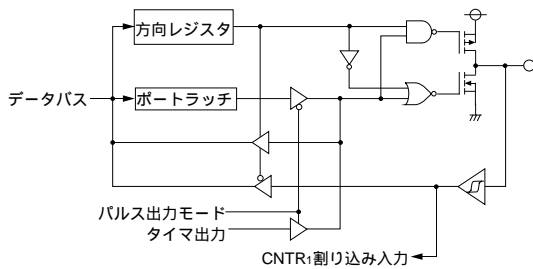 方向レジスタ
データバス
ポートラッチ
パルス出力モード
タイマ出力
CNTR₁割り込み入力